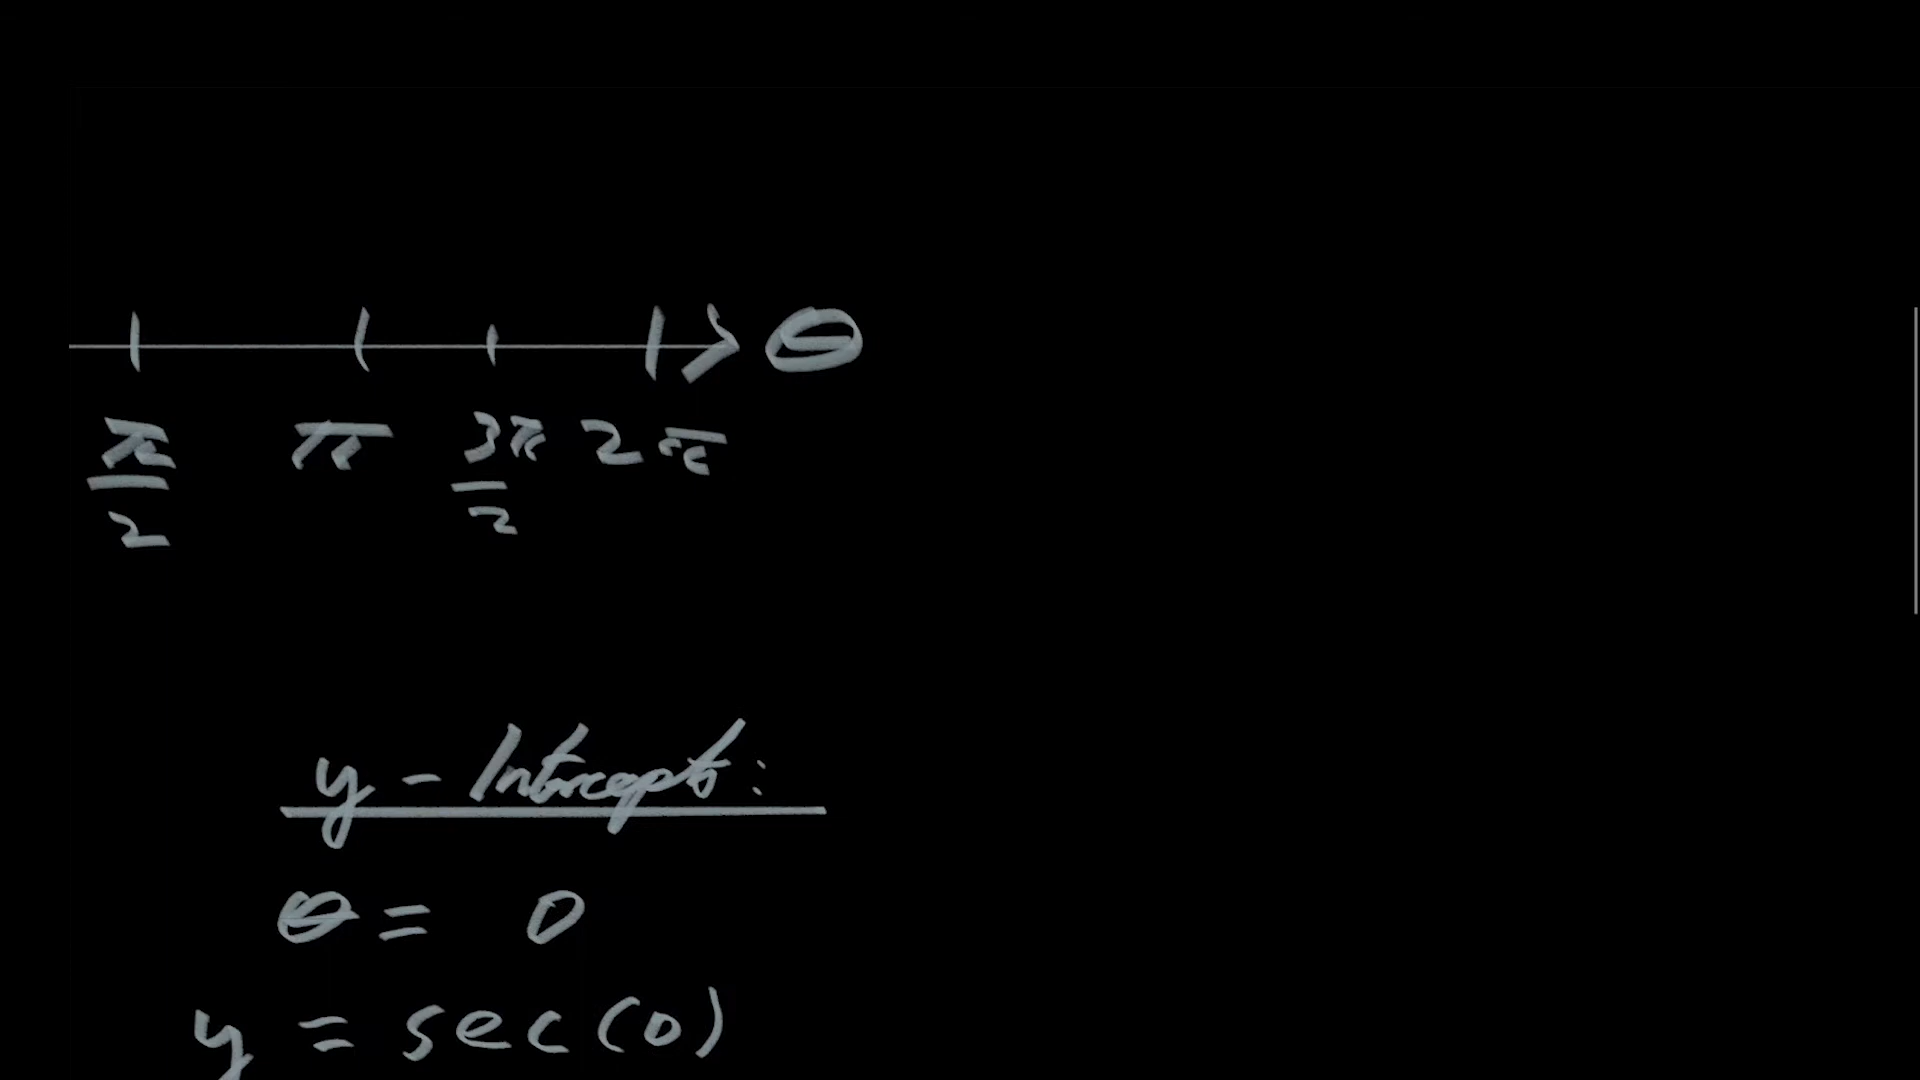 θ
π/2 π 3π/2 2π
y - Intercept:
θ = 0
y = sec(0)